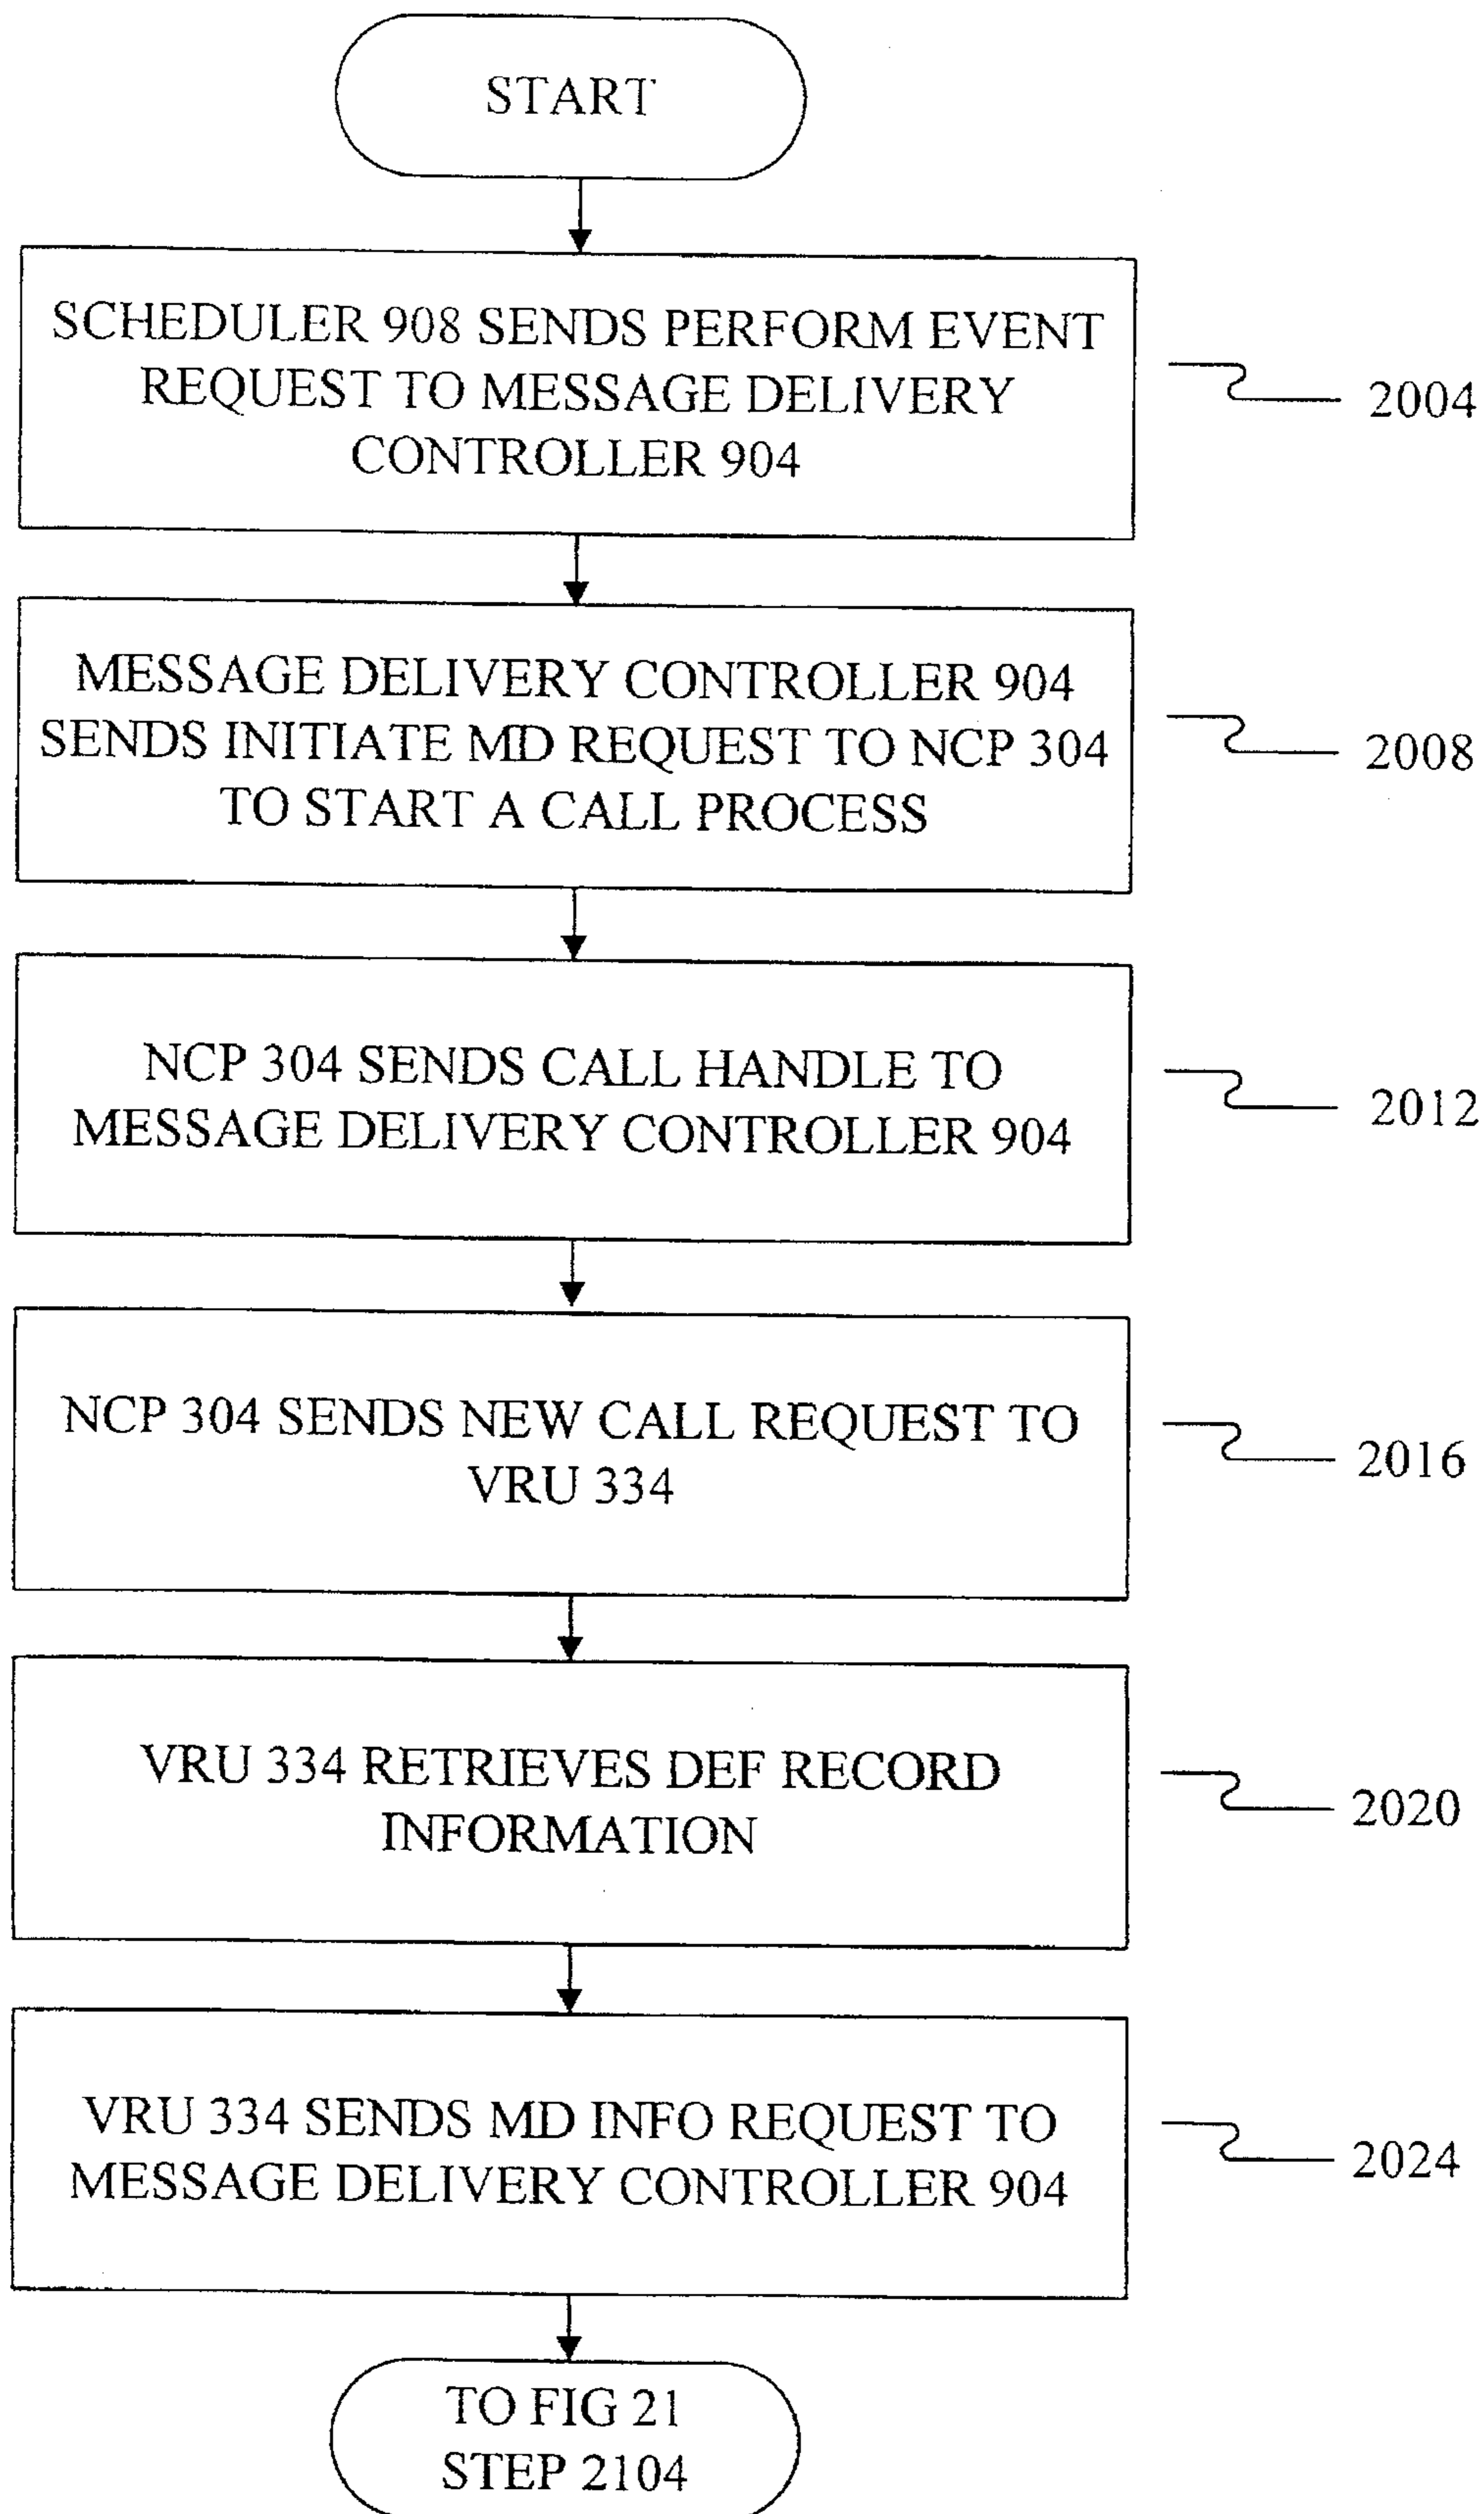 START
SCHEDULER 908 SENDS PERFORM EVENT
REQUEST TO MESSAGE DELIVERY
CONTROLLER 904
2004
MESSAGE DELIVERY CONTROLLER 904
SENDS INITIATE MD REQUEST TO NCP 304
TO START A CALL PROCESS
2008
NCP 304 SENDS CALL HANDLE TO
MESSAGE DELIVERY CONTROLLER 904
2012
NCP 304 SENDS NEW CALL REQUEST TO
VRU 334
2016
VRU 334 RETRIEVES DEF RECORD
INFORMATION
2020
VRU 334 SENDS MD INFO REQUEST TO
MESSAGE DELIVERY CONTROLLER 904
2024
TO FIG 21
STEP 2104